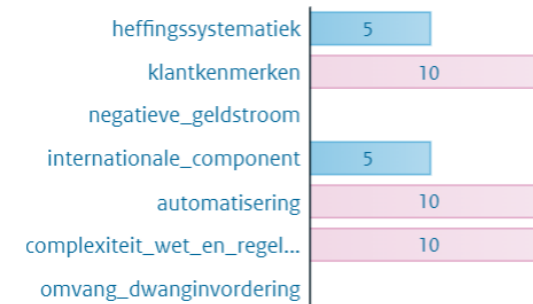 heffingssystematiek 5
klantkenmerken 10
negatieve_geldstroom
internationale_component 5
automatisering 10
complexiteit_wet_en_regel... 10
omvang_dwanginvordering